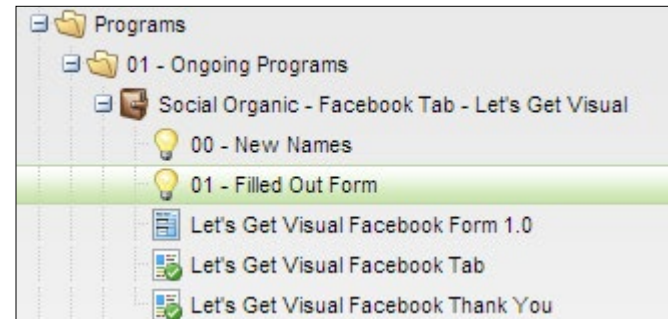 Programs
01 - Ongoing Programs
Social Organic - Facebook Tab - Let's Get Visual
00 - New Names
01 - Filled Out Form
Let's Get Visual Facebook Form 1.0
Let's Get Visual Facebook Tab
Let's Get Visual Facebook Thank You